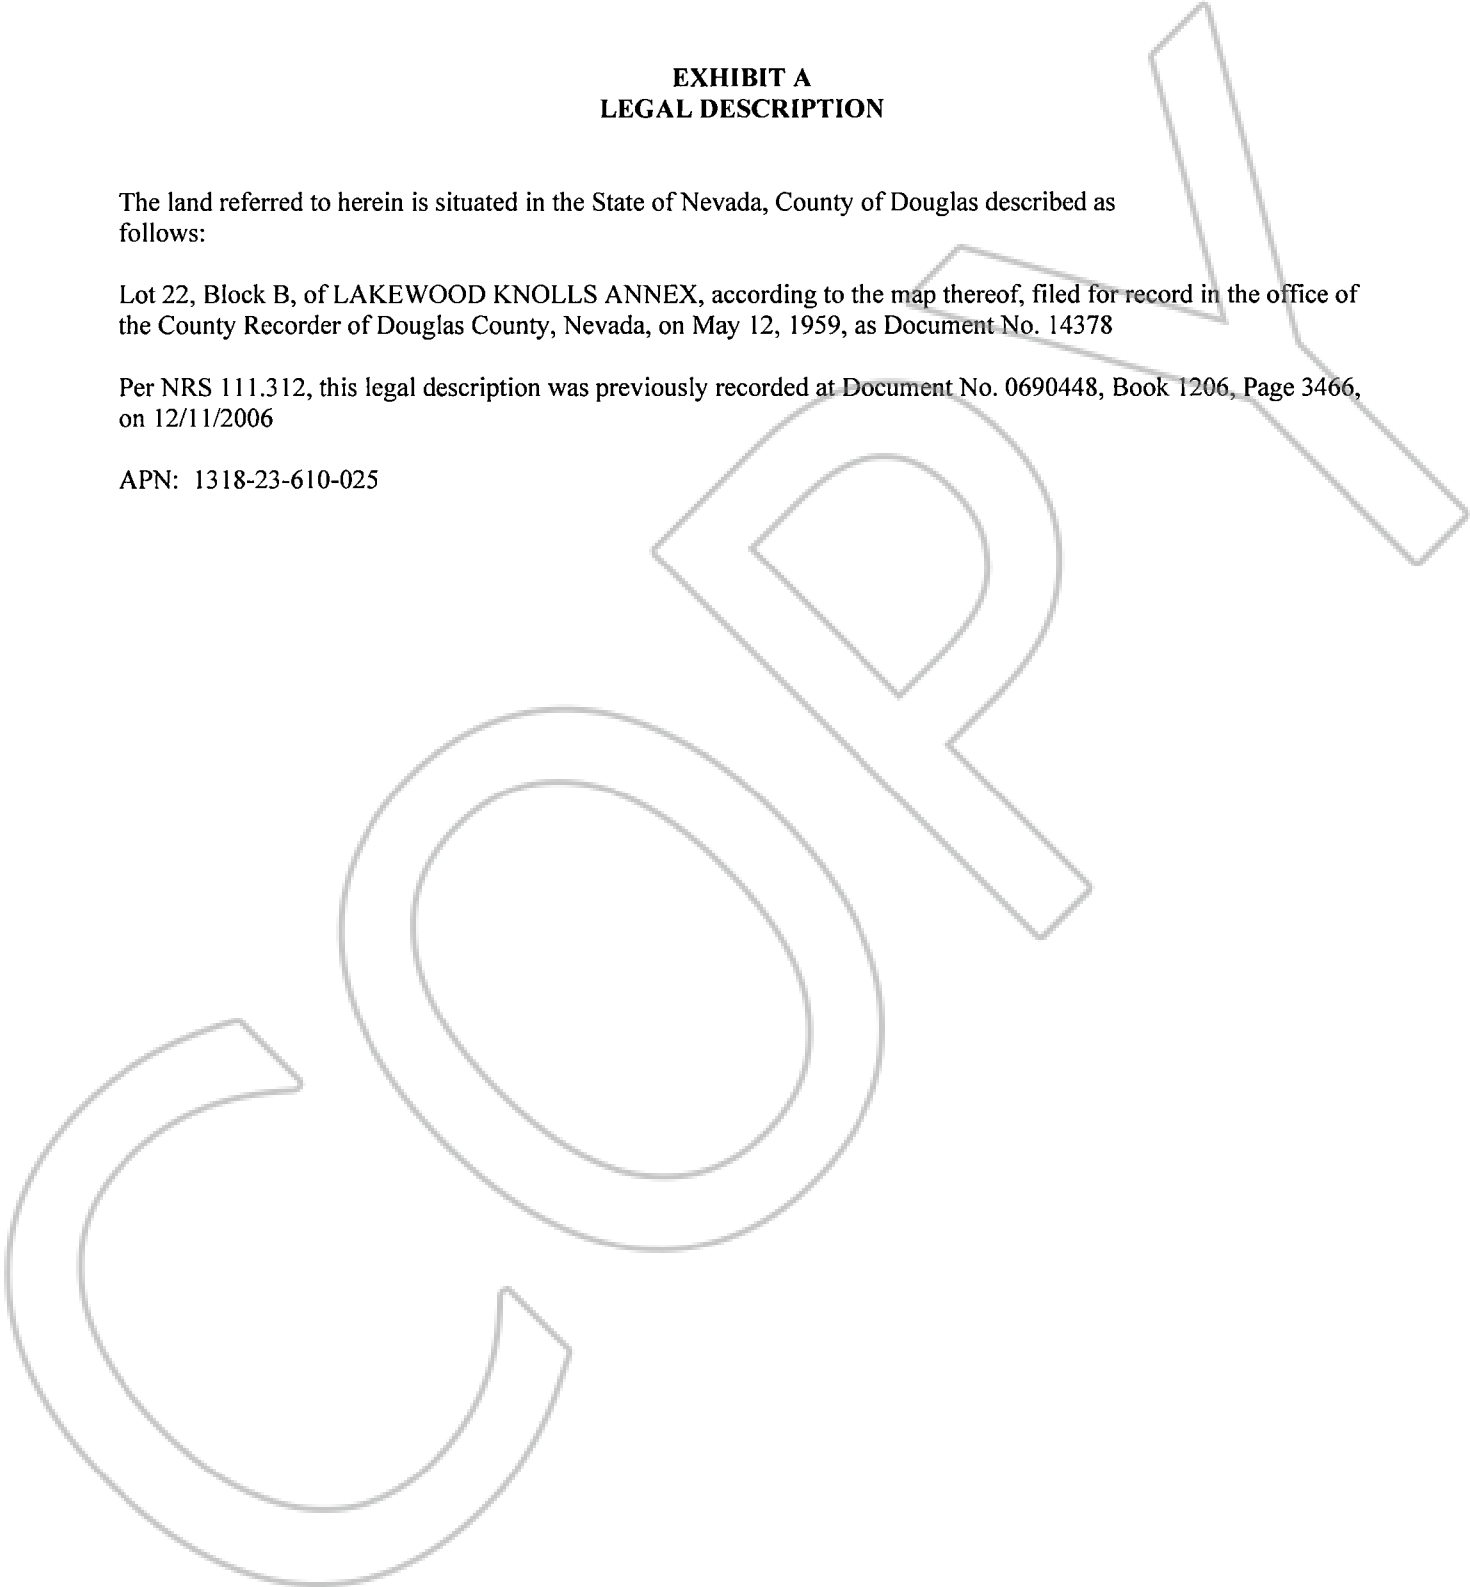 EXHIBIT A
LEGAL DESCRIPTION
The land referred to herein is situated in the State of Nevada, County of Douglas described as
follows:
Lot 22, Block B, of LAKEWOOD KNOLLS ANNEX, according to the map thereof, filed for record in the office of
the County Recorder of Douglas County, Nevada, on May 12, 1959, as Document No. 14378
Per NRS 111.312, this legal description was previously recorded at Document No. 0690448, Book 1206, Page 3466,
on 12/11/2006
APN:  1318-23-610-025
COPY